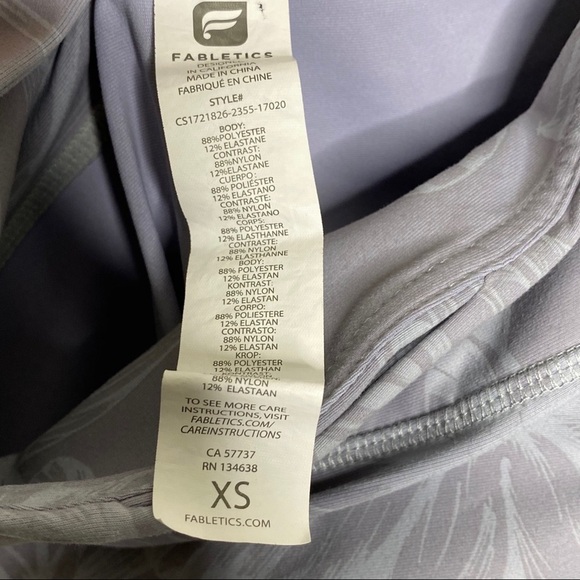 FABLETICS
DESIGNED
IN CALIFORNIA
MADE IN CHINA
FABRIQUÉ EN CHINE
STYLE#
CS1721826-2355-17020
BODY:
88%POLYESTER
12% ELASTANE
CONTRAST:
88%NYLON
12%ELASTANE
CUERPO:
88% POLIÉSTER
12% ELASTANO
CONTRASTE:
88% NYLON
12% ELASTANO
CORPS:
88% POLYESTER
12% ELASTHANNE
CONTRASTE:
88% NYLON
12% ELASTHANNE
BODY:
88% POLYESTER
12% ELASTAN
KONTRAST:
88% NYLON
12% ELASTAN
CORPO:
88% POLIESTERE
12% ELASTAN
CONTRASTO:
88% NYLON
12% ELASTAN
KROP:
88% POLYESTER
12% ELASTHAN
KONTRAST:
88% NYLON
12% ELASTAAN
TO SEE MORE CARE
INSTRUCTIONS, VISIT
FABLETICS.COM/
CAREINSTRUCTIONS
CA 57737
RN 134638
XS
FABLETICS.COM